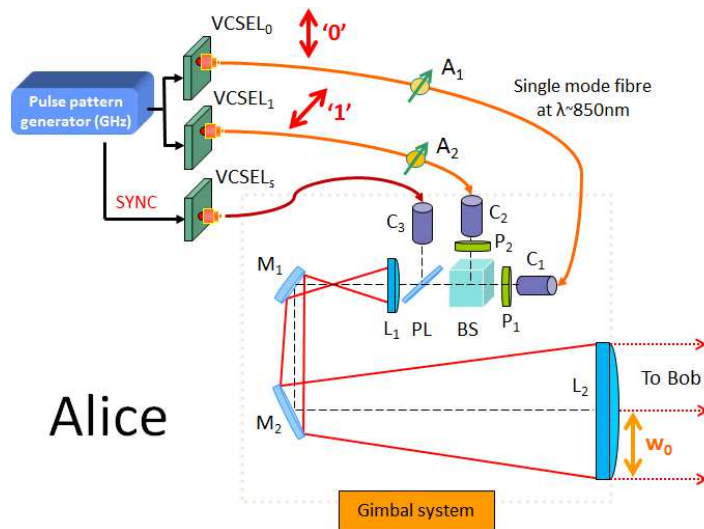 VCSEL₀
'0'
A₁
Pulse pattern
generator (GHz)
Single mode fibre
at λ~850nm
VCSEL₁
'1'
A₂
VCSELₛ
SYNC
C₃
C₂
P₂
C₁
M₁
L₁
PL
BS
P₁
L₂
To Bob
Alice
M₂
w₀
Gimbal system